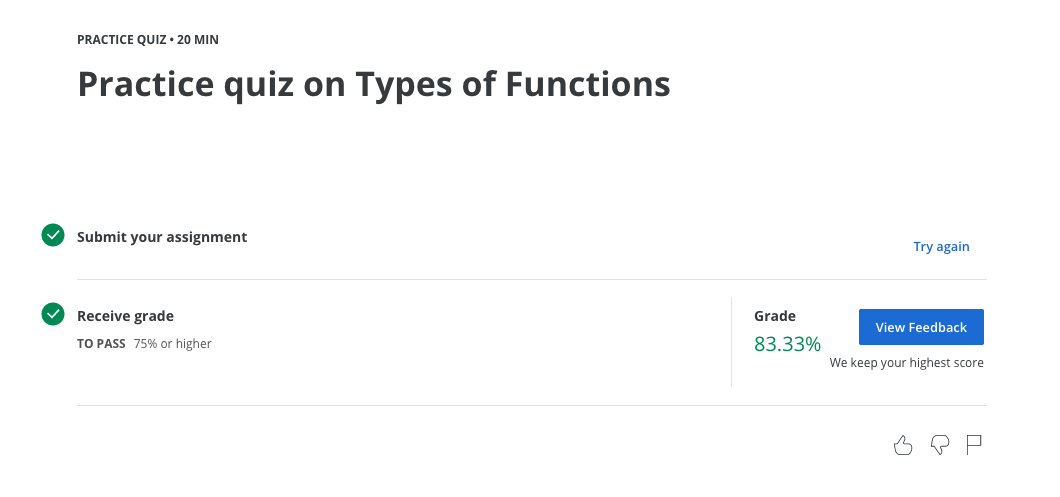 PRACTICE QUIZ • 20 MIN
Practice quiz on Types of Functions
Submit your assignment
Try again
Receive grade
TO PASS 75% or higher
Grade
83.33%
View Feedback
We keep your highest score